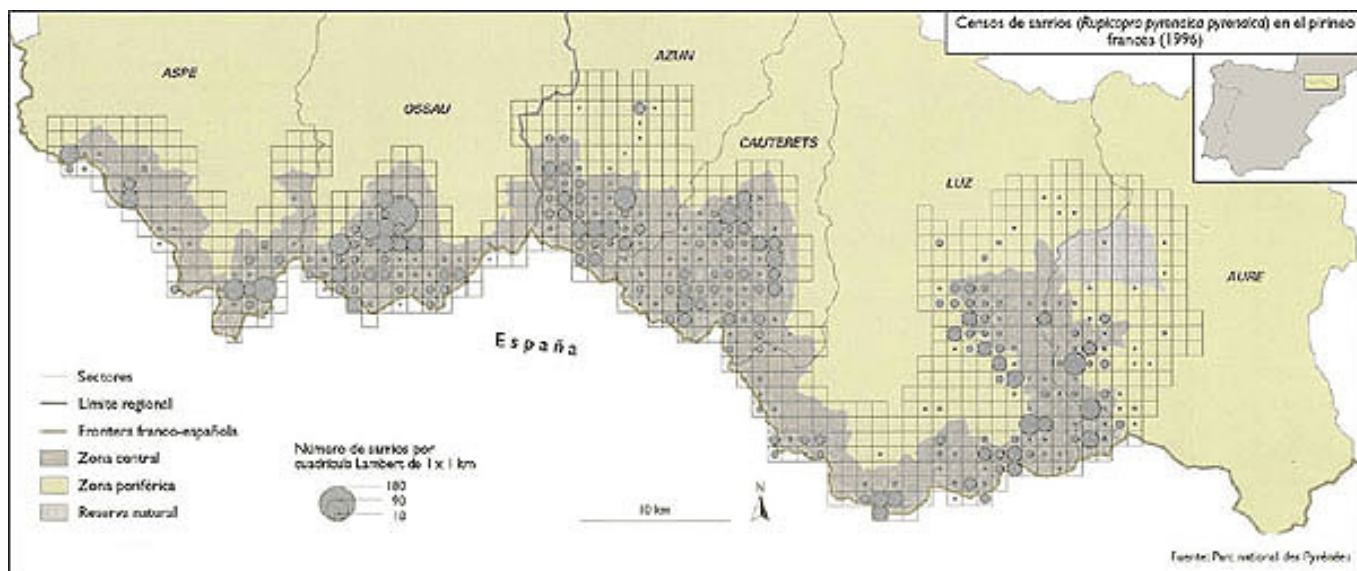 Censos de sarrios (Rupicapra pyrenaica pyrenaica) en el pirineo
francés (1996)
ASPE
OSSAU
AZUN
CAUTERETS
LUZ
AURE
España
Sectores
Límite regional
Frontera franco-española
Zona central
Zona periférica
Reserva natural
Número de sarrios por
cuadrícula Lambert de 1 x 1 km
180
90
10
10 km
N
Fuente: Parc national des Pyrénées